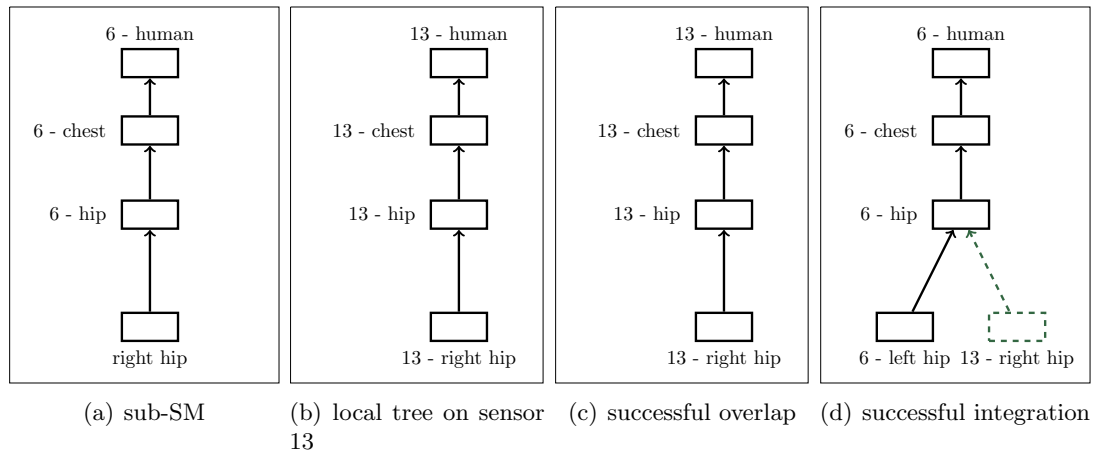 6 - human
6 - chest
6 - hip
right hip
(a) sub-SM
13 - human
13 - chest
13 - hip
13 - right hip
(b) local tree on sensor
13
13 - human
13 - chest
13 - hip
13 - right hip
(c) successful overlap
6 - human
6 - chest
6 - hip
6 - left hip 13 - right hip
(d) successful integration